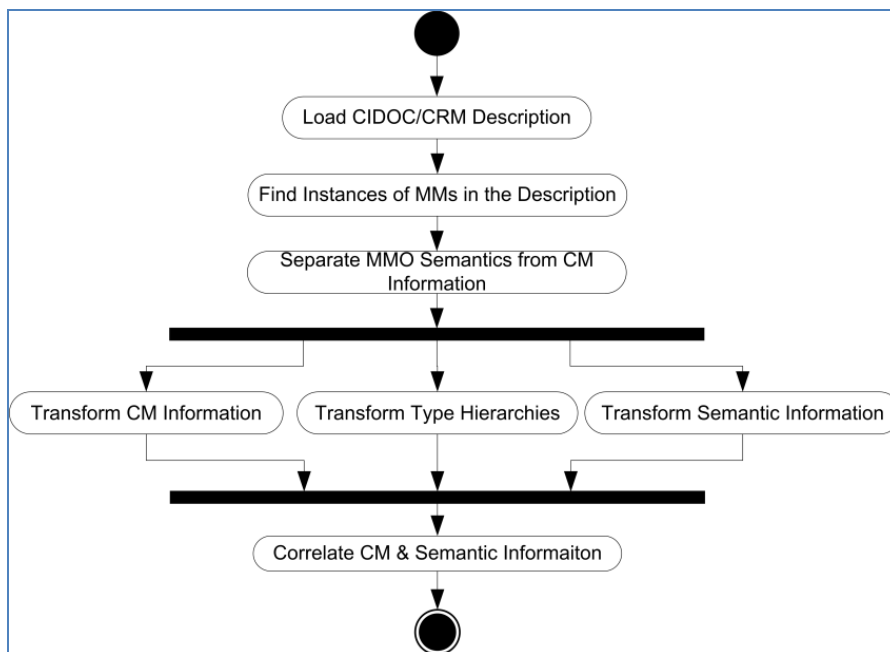 Load CIDOC/CRM Description
Find Instances of MMs in the Description
Separate MMO Semantics from CM
Information
Transform CM Information
Transform Type Hierarchies
Transform Semantic Information
Correlate CM & Semantic Informaiton